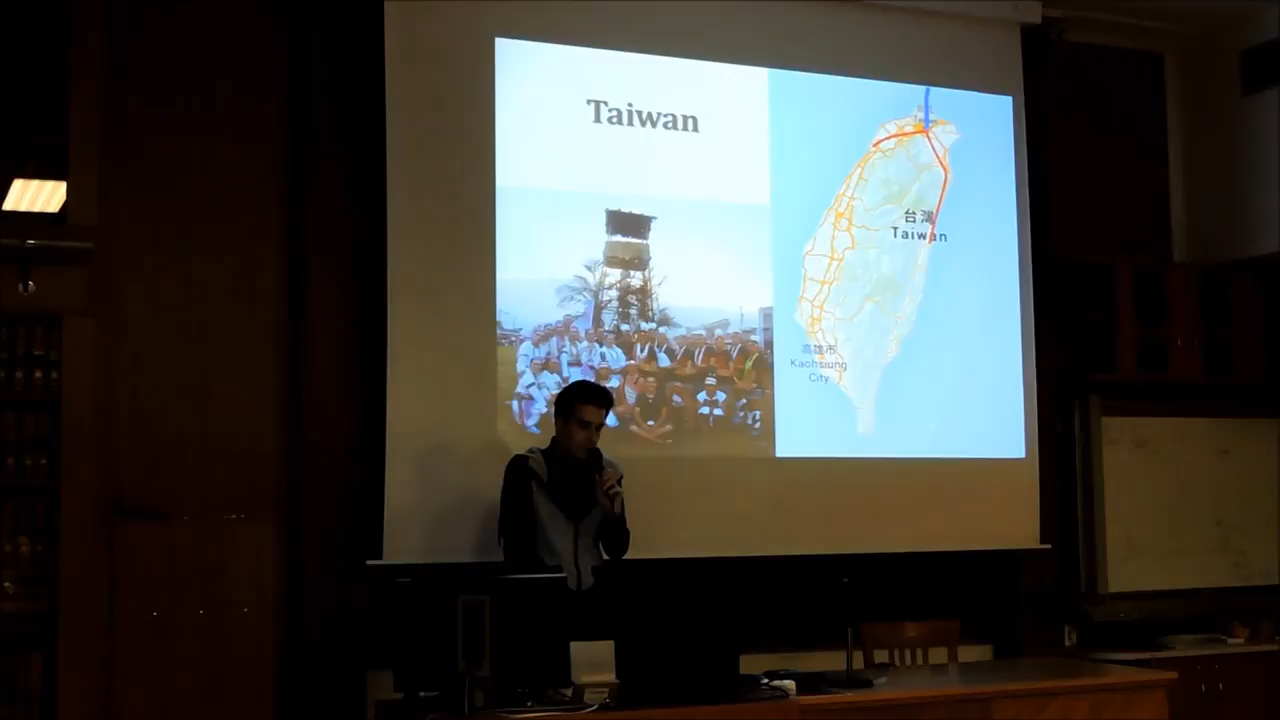 Taiwan
台灣
Taiwan
高雄市
Kaohsiung
City